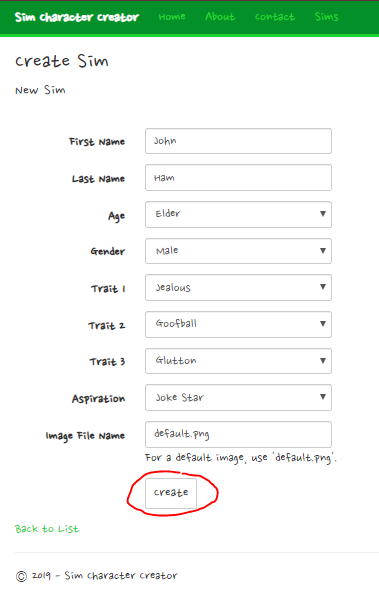 Sim Character Creator Home About Contact Sims
Create Sim
New Sim
First Name John
Last Name Ham
Age Elder
Gender Male
Trait 1 Jealous
Trait 2 Goofball
Trait 3 Glutton
Aspiration Joke Star
Image File Name default.png
For a default image, use 'default.png'.
Create
Back to List
© 2019 - Sim Character Creator